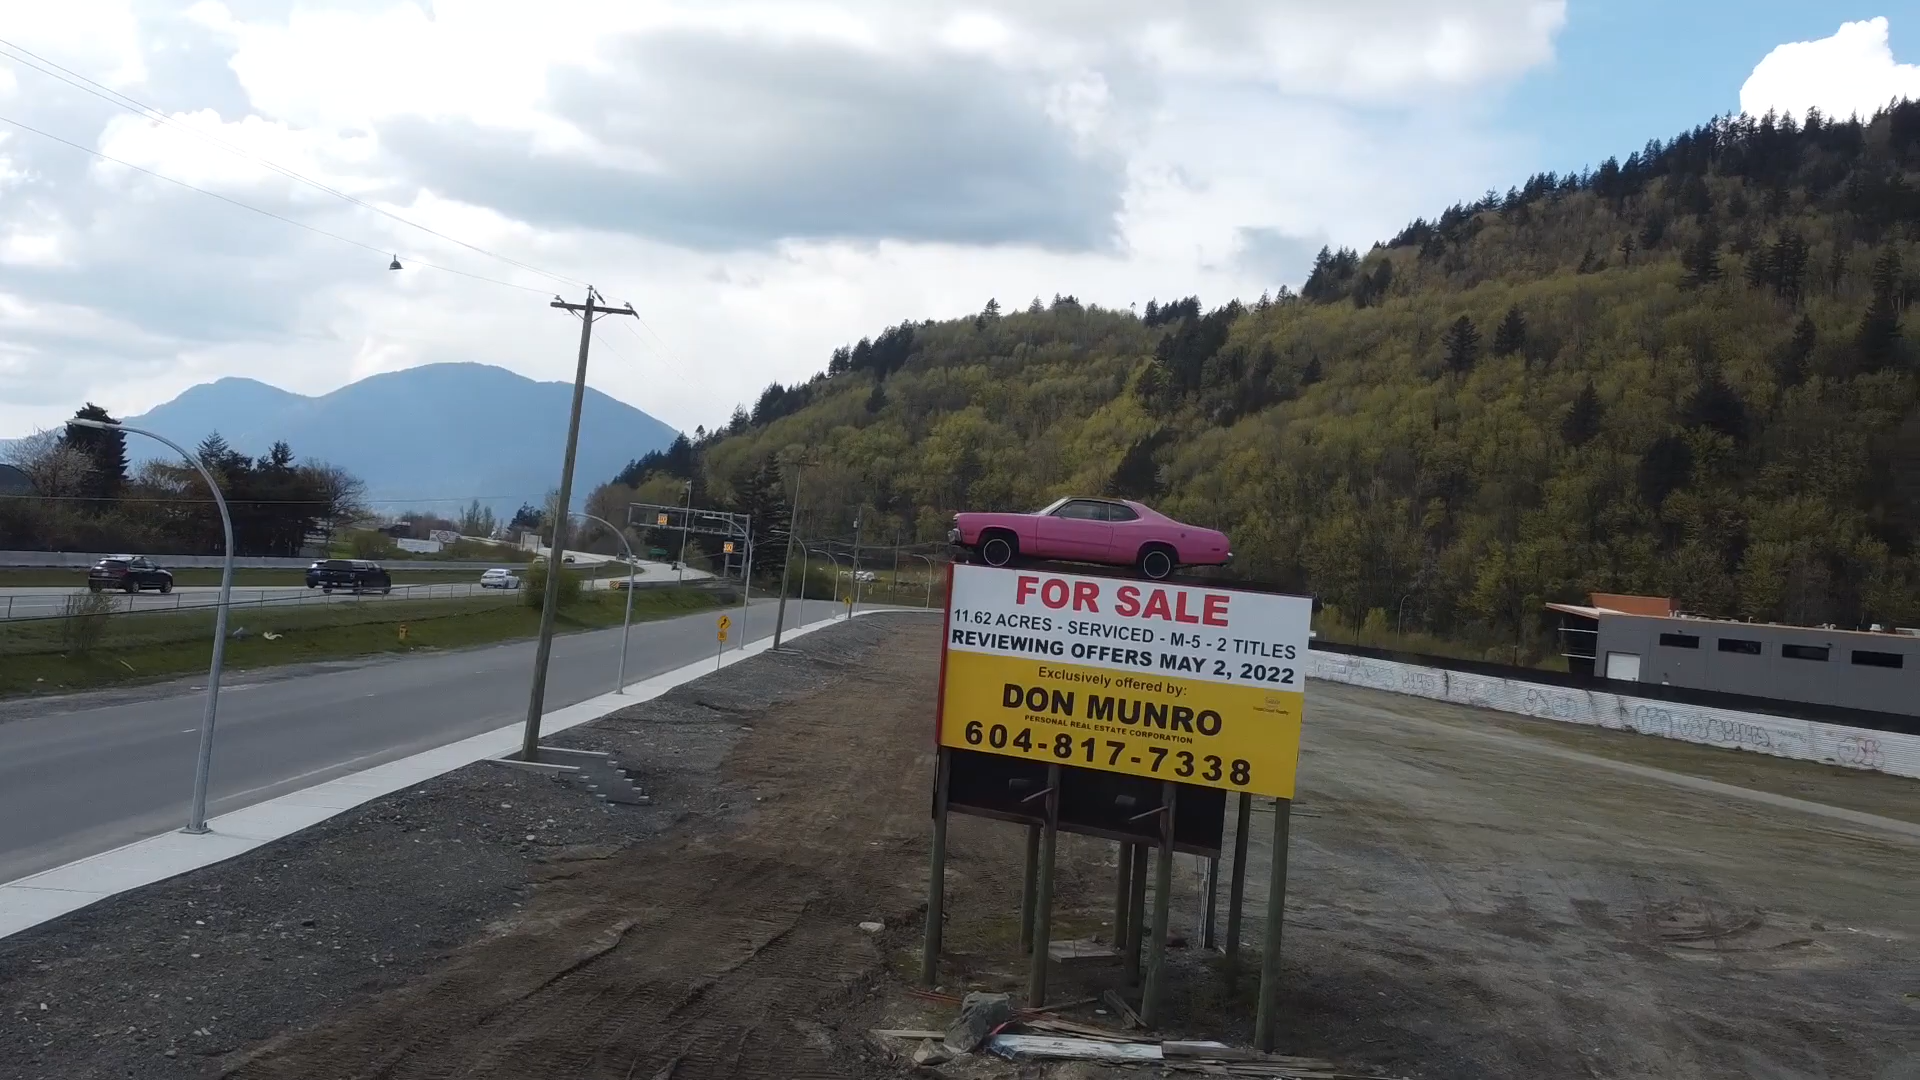 FOR SALE
11.62 ACRES - SERVICED - M-5 - 2 TITLES
REVIEWING OFFERS MAY 2, 2022
Exclusively offered by:
DON MUNRO
PERSONAL REAL ESTATE CORPORATION
604-817-7338